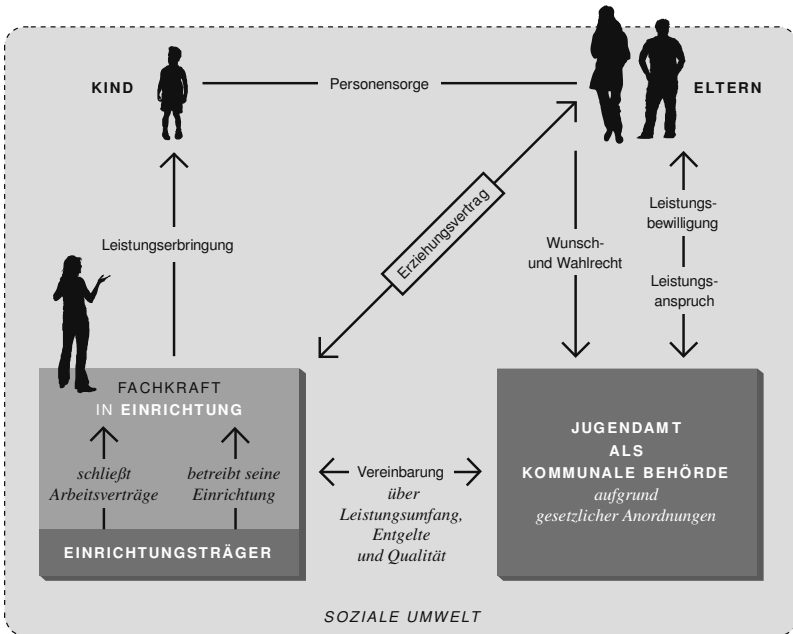 KIND
Personensorge
ELTERN
Leistungs-
bewilligung
Leistungserbringung
Erziehungsvertrag
Wunsch-
und Wahlrecht
Leistungs-
anspruch
FACHKRAFT
IN EINRICHTUNG
schließt
Arbeitsverträge
betreibt seine
Einrichtung
EINRICHTUNGSTRÄGER
Vereinbarung
über
Leistungsumfang,
Entgelte
und Qualität
JUGENDAMT
ALS
KOMMUNALE BEHÖRDE
aufgrund
gesetzlicher Anordnungen
SOZIALE UMWELT